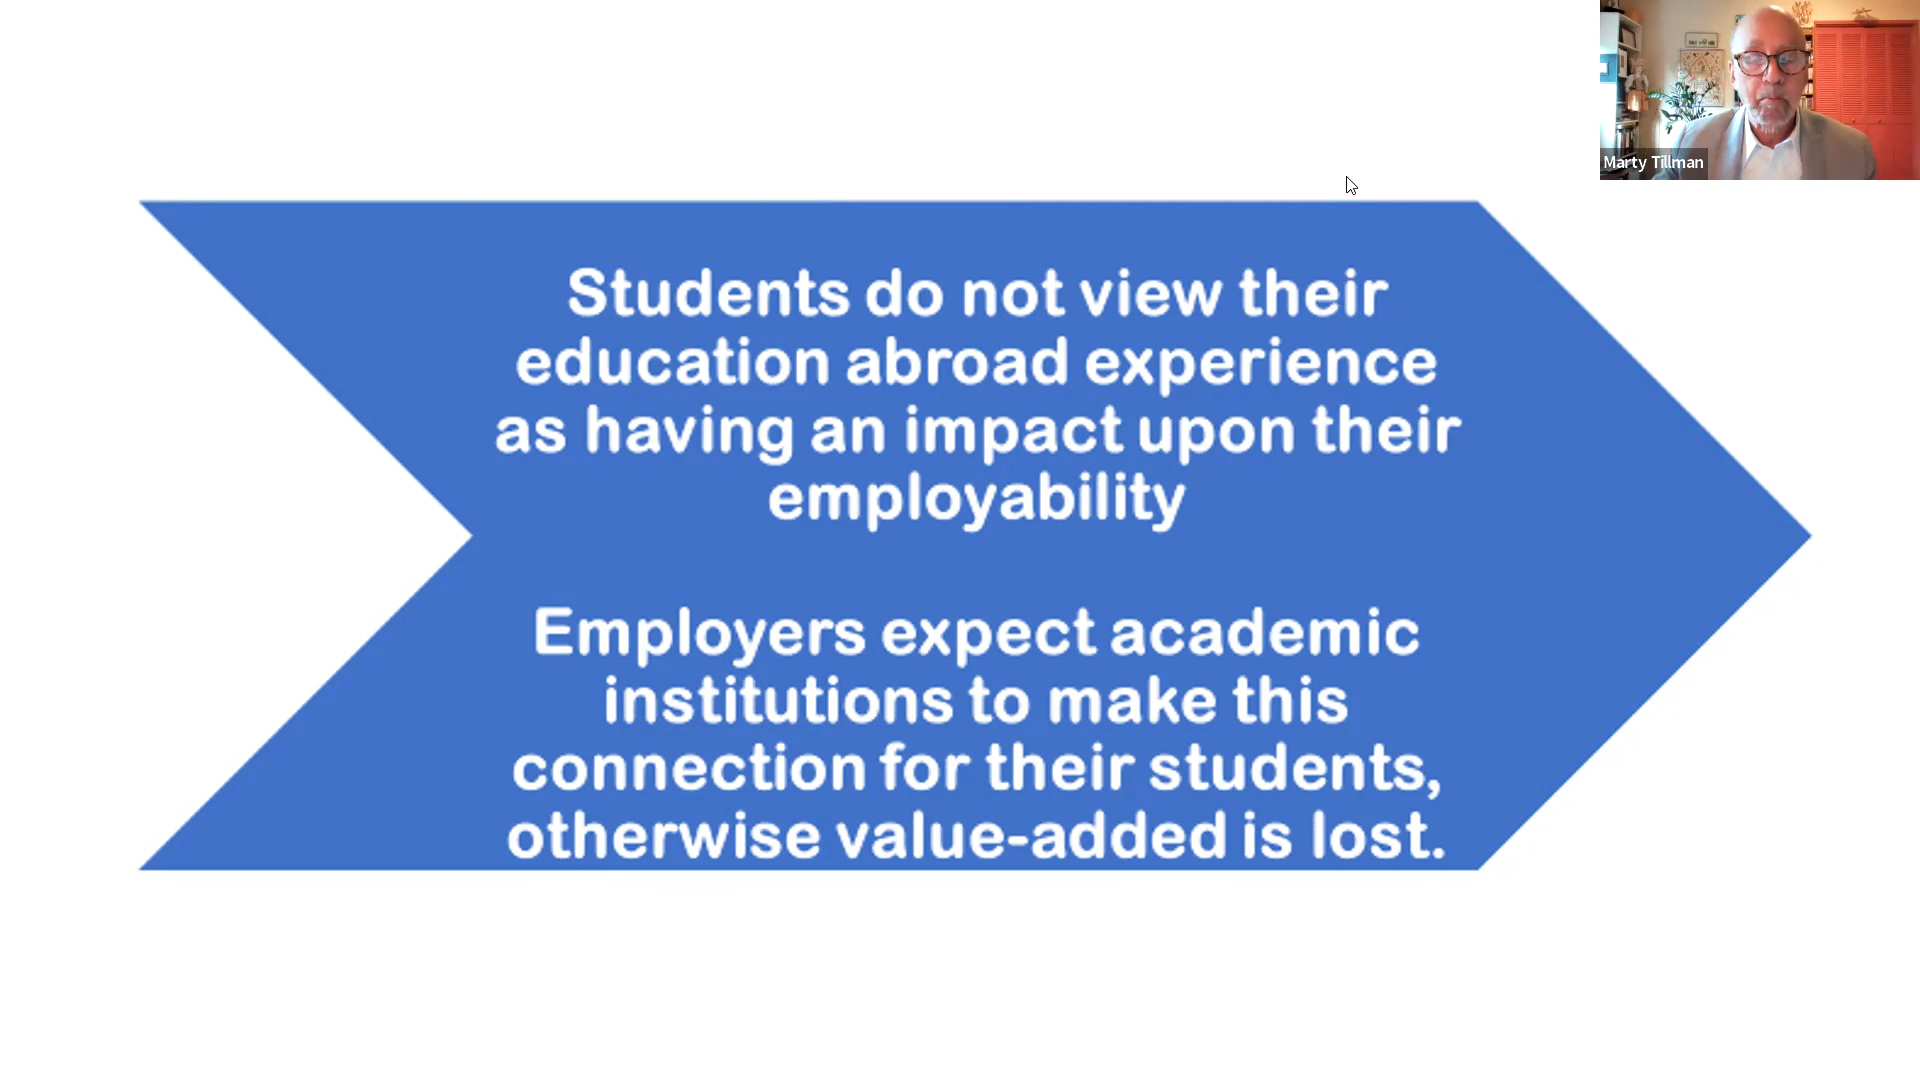 Marty Tillman
Students do not view their
education abroad experience
as having an impact upon their
employability
Employers expect academic
institutions to make this
connection for their students,
otherwise value-added is lost.